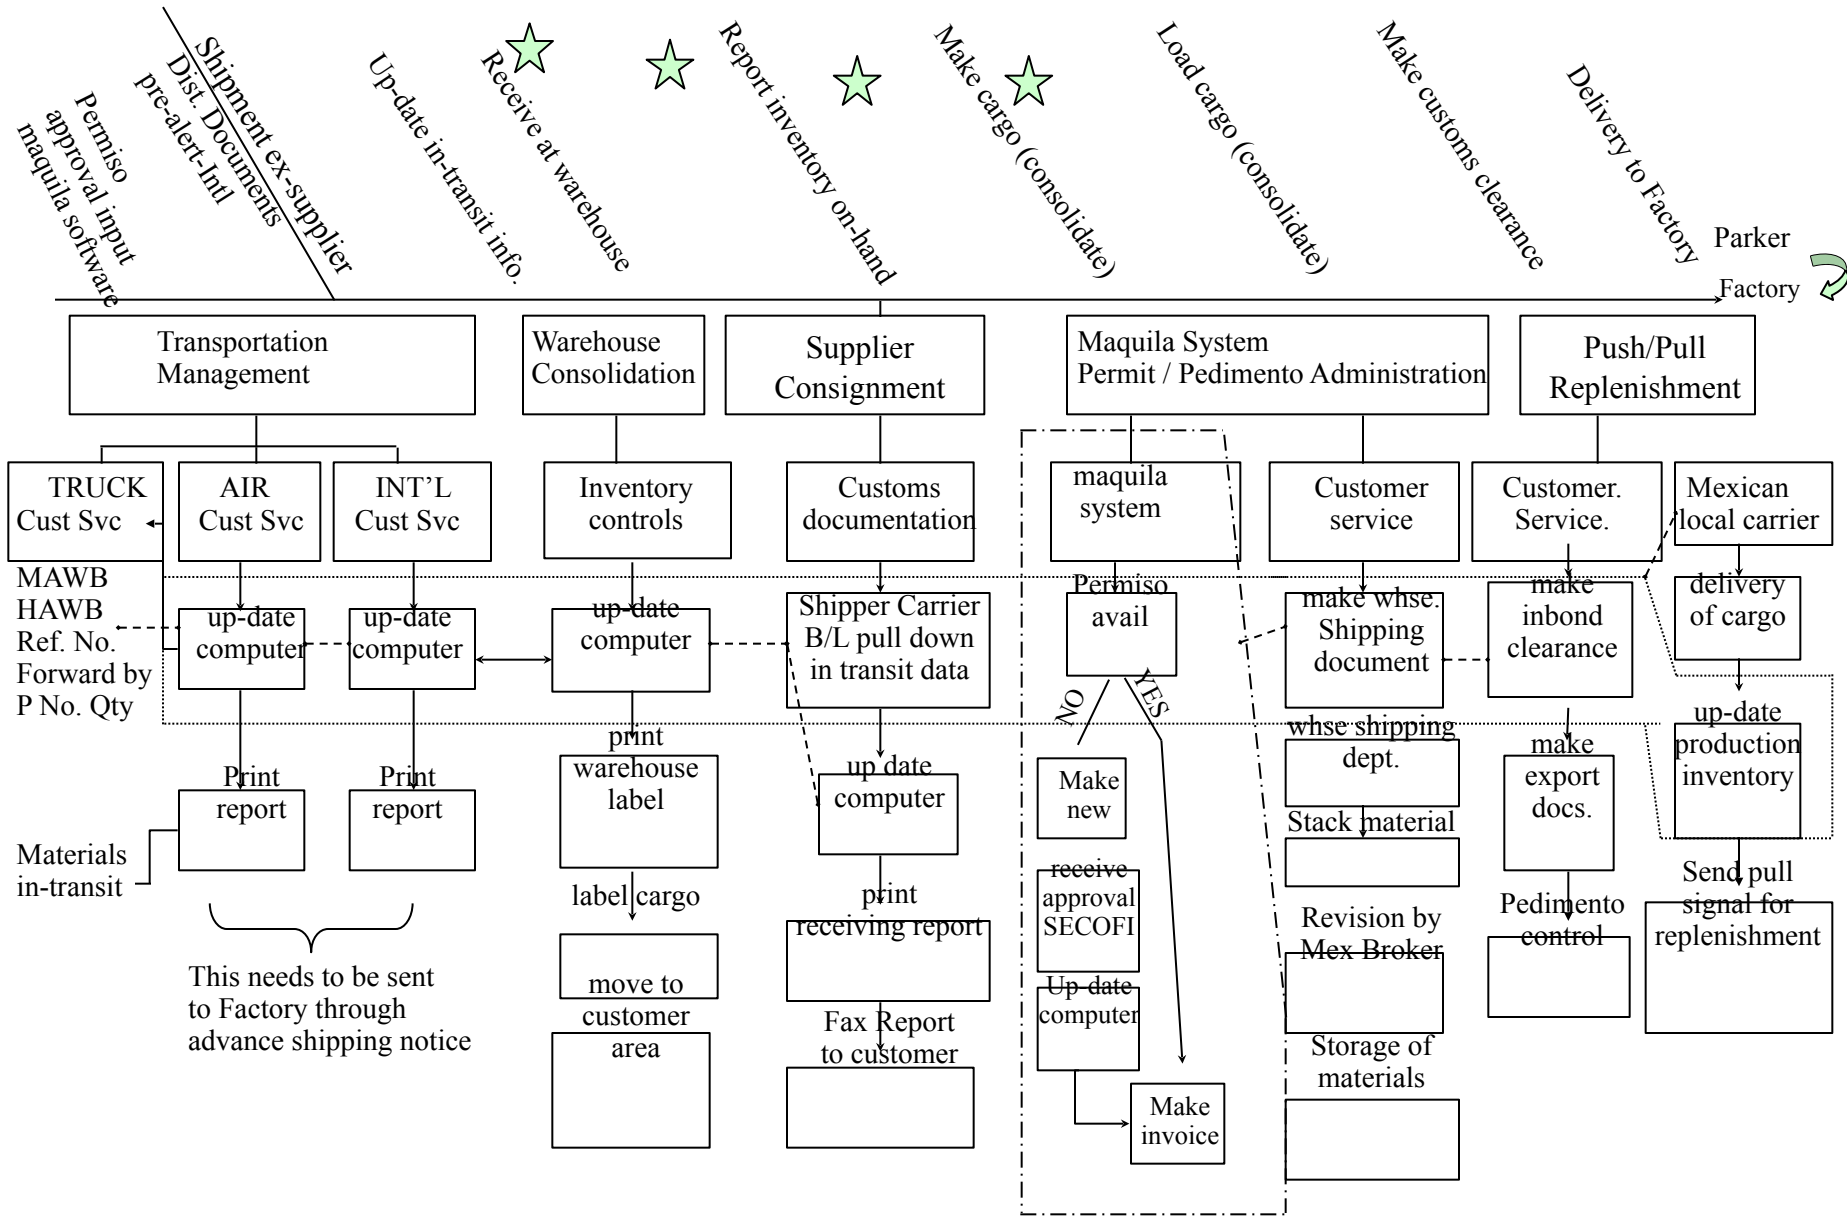 Permiso
approval input
maquila software
Shipment ex-supplier
Dist. Documents
pre-alert-Intl
Up-date in-transit info.
Receive at warehouse
Report inventory on-hand
Make cargo (consolidate)
Load cargo (consolidate)
Make customs clearance
Delivery to Factory
Parker
Factory
Transportation
Management
Warehouse
Consolidation
Supplier
Consignment
Maquila System
Permit / Pedimento Administration
Push/Pull
Replenishment
TRUCK
Cust Svc
AIR
Cust Svc
INT’L
Cust Svc
Inventory
controls
Customs
documentation
maquila
system
Customer
service
Customer.
Service.
Mexican
local carrier
MAWB
HAWB
Ref. No.
Forward by
P No. Qty
up-date
computer
up-date
computer
up-date
computer
Shipper Carrier
B/L pull down
in transit data
Permiso
avail
make whse.
Shipping
document
make
inbond
clearance
delivery
of cargo
NO
YES
Print
report
Print
report
print
warehouse
label
up date
computer
Make
new
whse shipping
dept.
make
export
docs.
up-date
production
inventory
Materials
in-transit
label cargo
print
receiving report
receive
approval
SECOFI
Stack material
Revision by
Mex Broker
Pedimento
control
Send pull
signal for
replenishment
This needs to be sent
to Factory through
advance shipping notice
move to
customer
area
Fax Report
to customer
Up-date
computer
Storage of
materials
Make
invoice